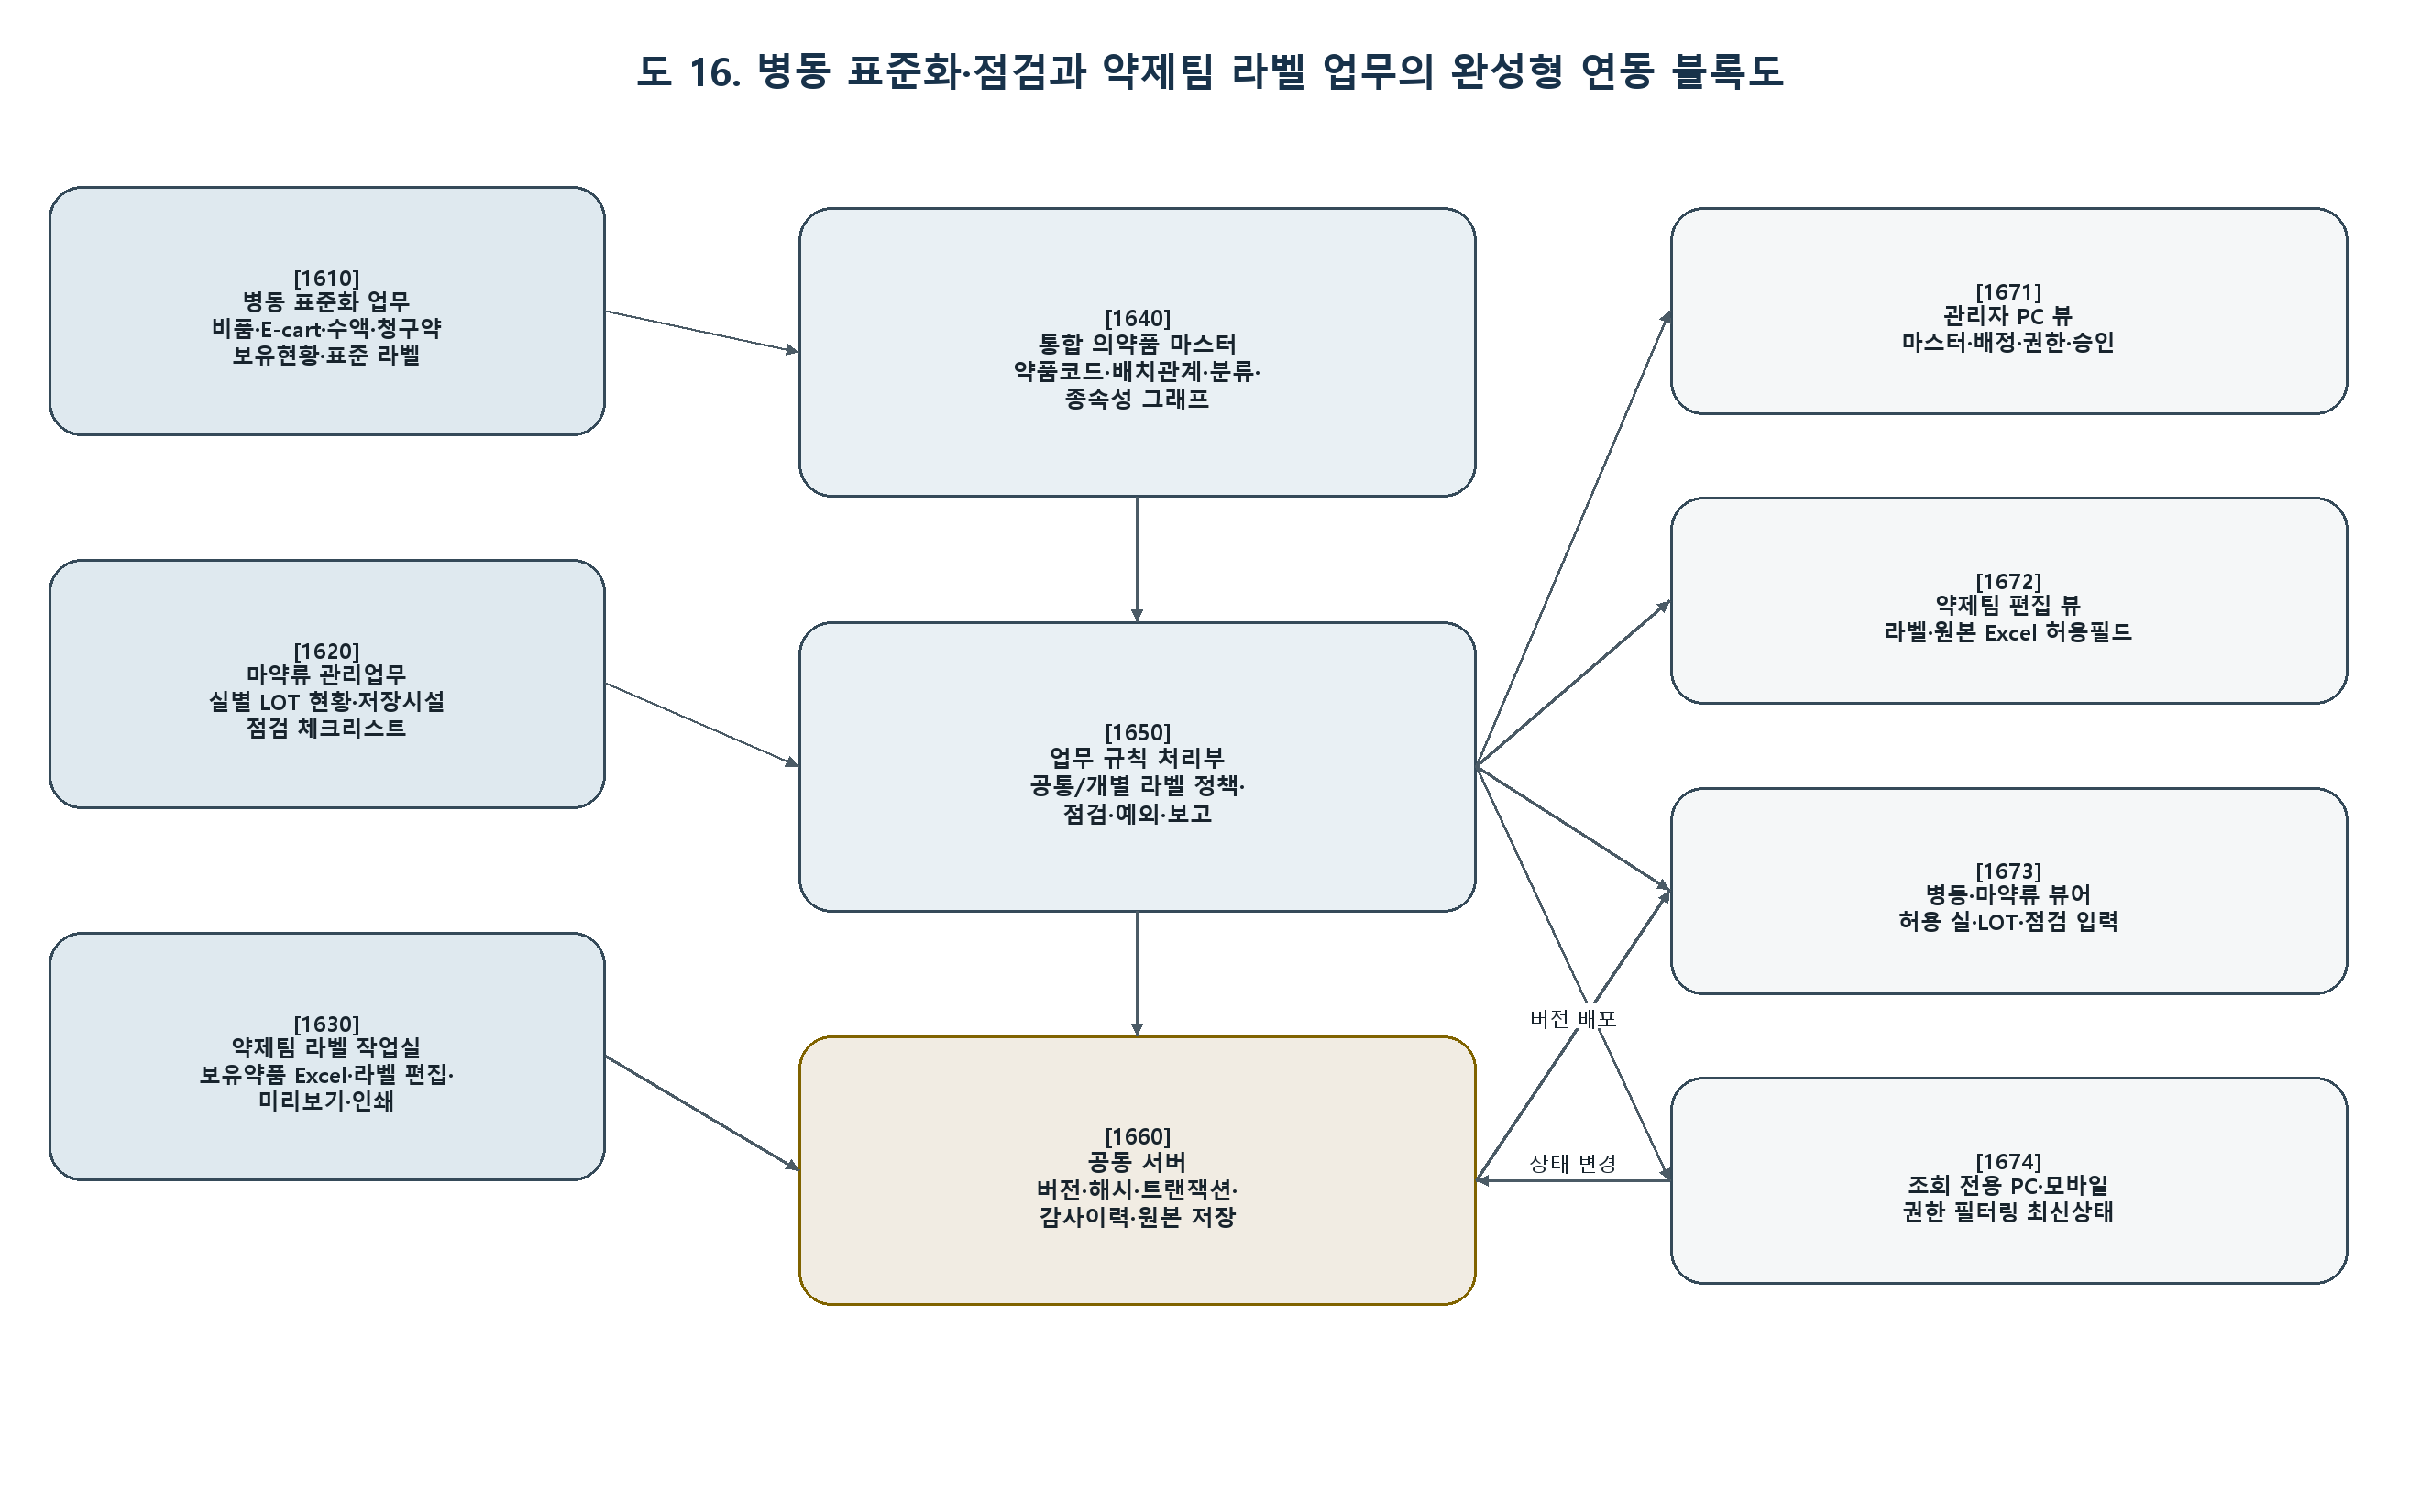 도 16. 병동 표준화·점검과 약제팀 라벨 업무의 완성형 연동 블록도
[1610]
병동 표준화 업무
비품·E-cart·수액·청구약
보유현황·표준 라벨
[1620]
마약류 관리업무
실별 LOT 현황·저장시설
점검 체크리스트
[1630]
약제팀 라벨 작업실
보유약품 Excel·라벨 편집·
미리보기·인쇄
[1640]
통합 의약품 마스터
약품코드·배치관계·분류·
종속성 그래프
[1650]
업무 규칙 처리부
공통/개별 라벨 정책·
점검·예외·보고
[1660]
공동 서버
버전·해시·트랜잭션·
감사이력·원본 저장
버전 배포
상태 변경
[1671]
관리자 PC 뷰
마스터·배정·권한·승인
[1672]
약제팀 편집 뷰
라벨·원본 Excel 허용필드
[1673]
병동·마약류 뷰어
허용 실·LOT·점검 입력
[1674]
조회 전용 PC·모바일
권한 필터링 최신상태